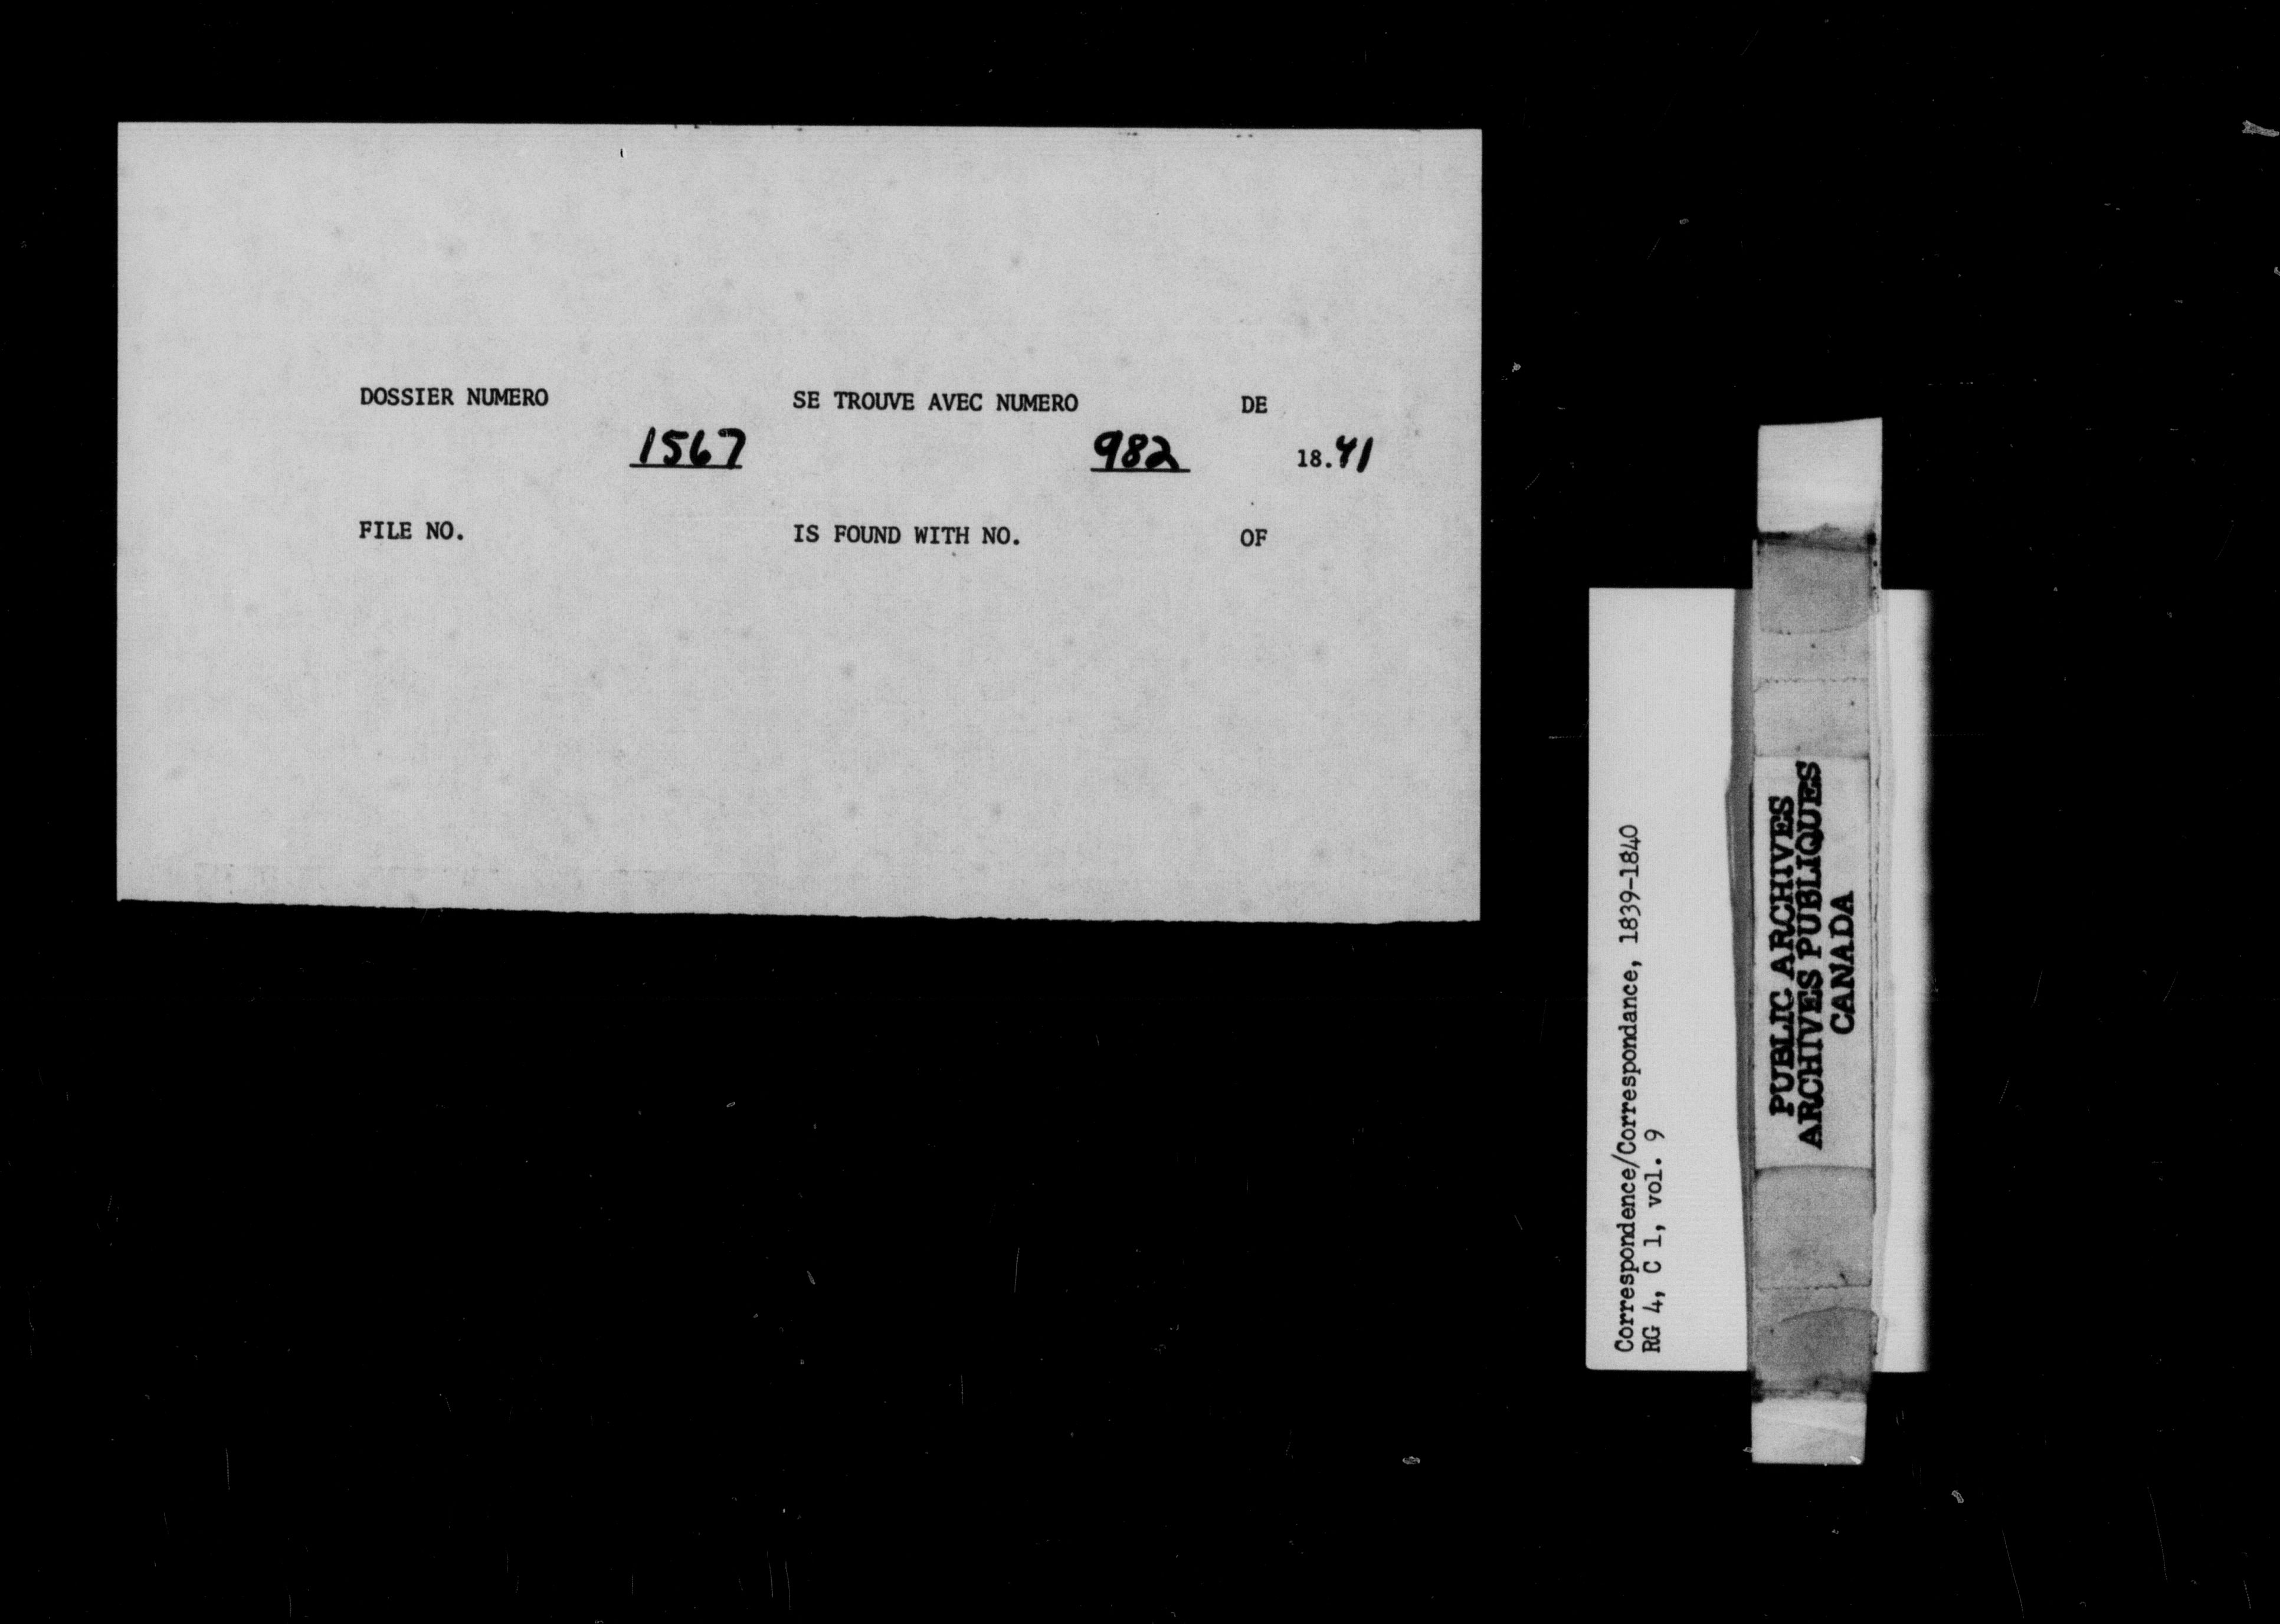 DOSSIER NUMERO SE TROUVE AVEC NUMERO DE
1567 982 18.41
FILE NO. IS FOUND WITH NO. OF
Correspondence/Correspondance, 1839-1840
RG 4, C 1, vol. 9
PUBLIC ARCHIVES
ARCHIVES PUBLIQUES
CANADA